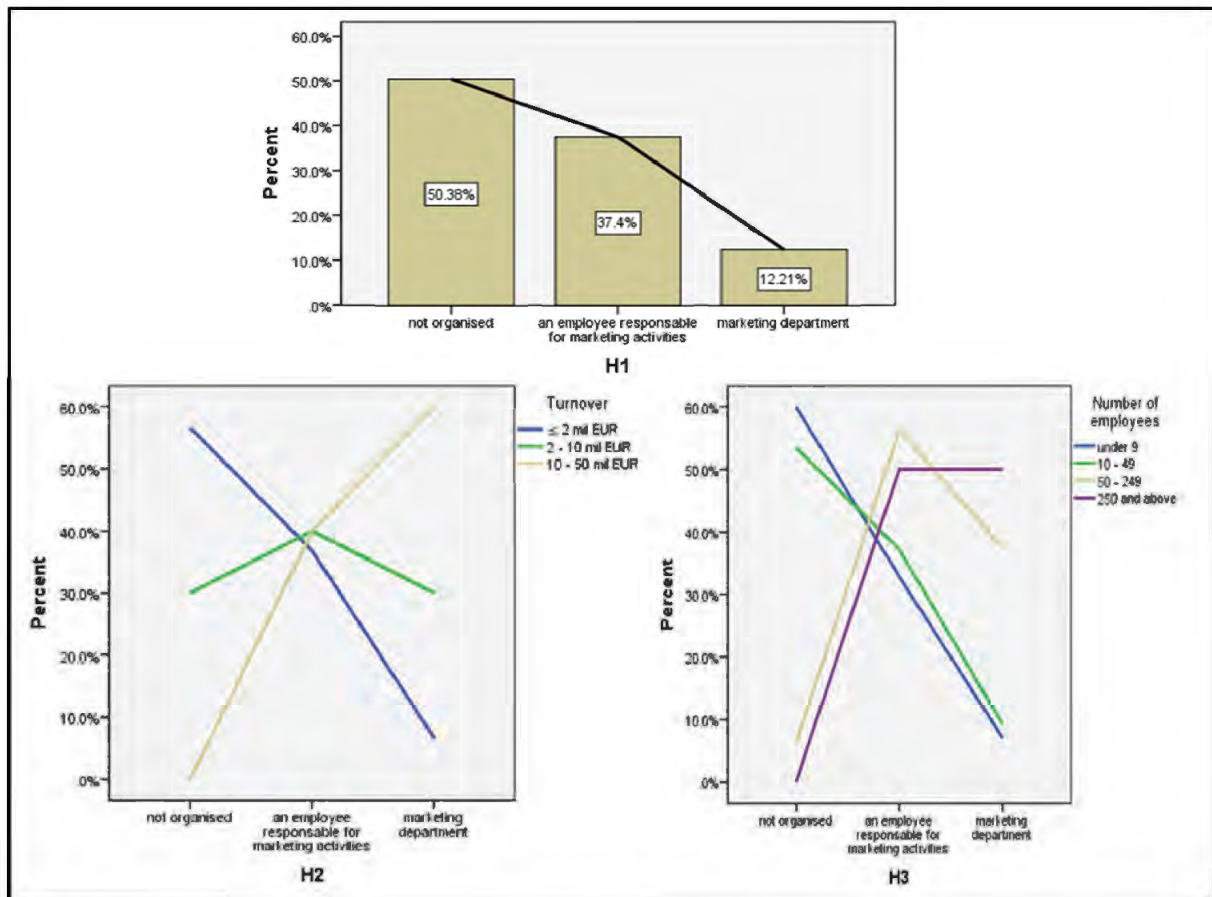 60.0%
50.0%
40.0%
30.0%
20.0%
10.0%
.0%
Percent
50.38%
37.4%
12.21%
not organised
an employee responsable
for marketing activities
marketing department
H1
60.0%
50.0%
40.0%
30.0%
20.0%
10.0%
.0%
Percent
not organised
an employee
responsable for
marketing activities
marketing
department
H2
Turnover
≤ 2 mil EUR
2 - 10 mil EUR
10 - 50 mil EUR
60.0%
50.0%
40.0%
30.0%
20.0%
10.0%
.0%
Percent
not organised
an employee
responsable for
marketing activities
marketing
department
H3
Number of
employees
under 9
10 - 49
50 - 249
250 and above